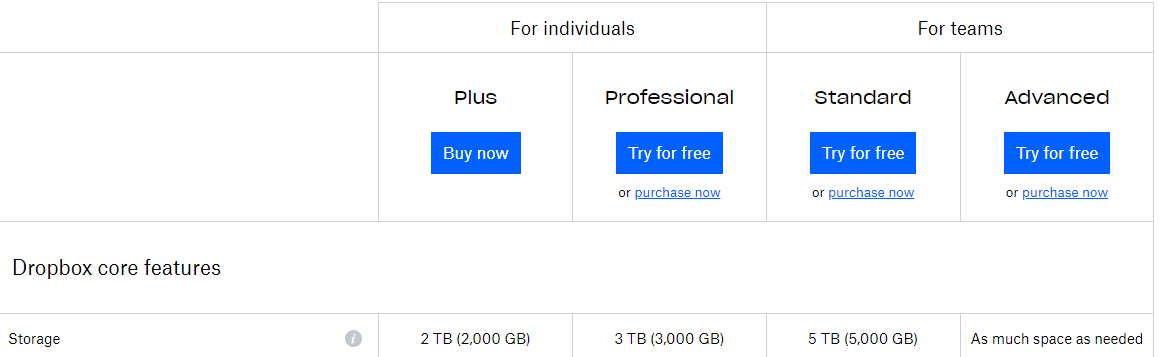 For individuals For teams
Plus Professional Standard Advanced
Buy now Try for free Try for free Try for free
or purchase now or purchase now or purchase now
Dropbox core features
Storage i 2 TB (2,000 GB) 3 TB (3,000 GB) 5 TB (5,000 GB) As much space as needed